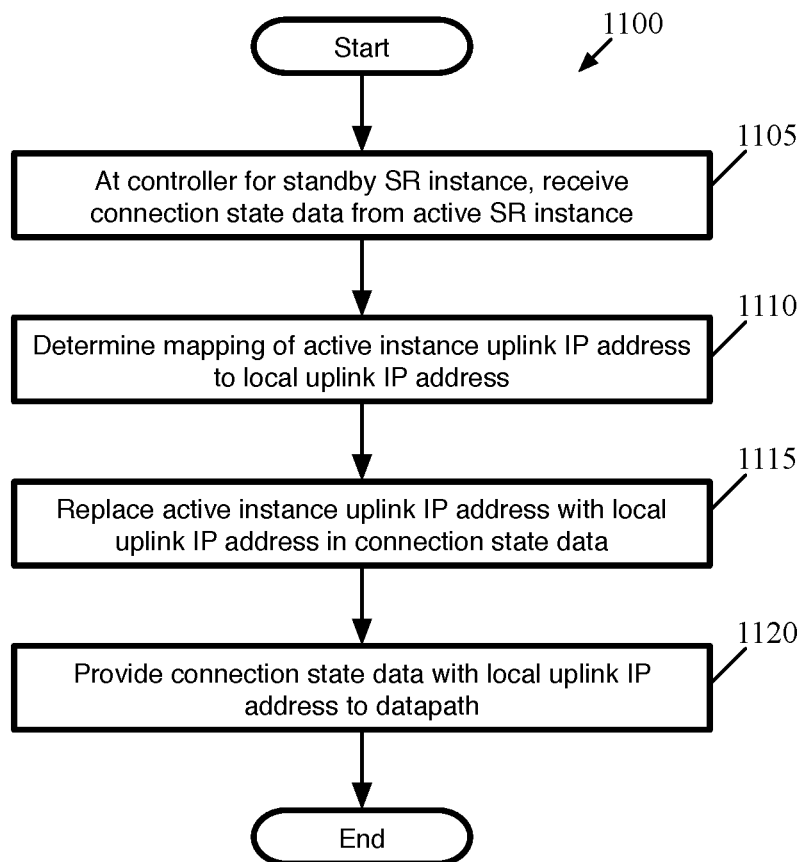 Start
1100
1105
At controller for standby SR instance, receive
connection state data from active SR instance
1110
Determine mapping of active instance uplink IP address
to local uplink IP address
1115
Replace active instance uplink IP address with local
uplink IP address in connection state data
1120
Provide connection state data with local uplink IP
address to datapath
End